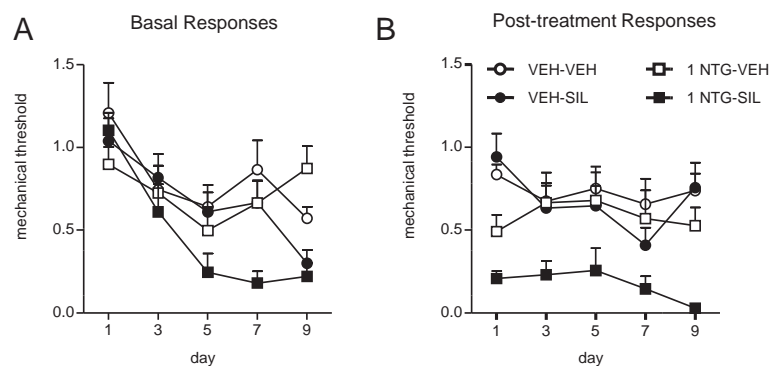 A
Basal Responses
mechanical threshold
1.5
1.0
0.5
0.0
1 3 5 7 9
day
B
Post-treatment Responses
mechanical threshold
1.5
1.0
0.5
0.0
VEH-VEH
VEH-SIL
1 NTG-VEH
1 NTG-SIL
1 3 5 7 9
day